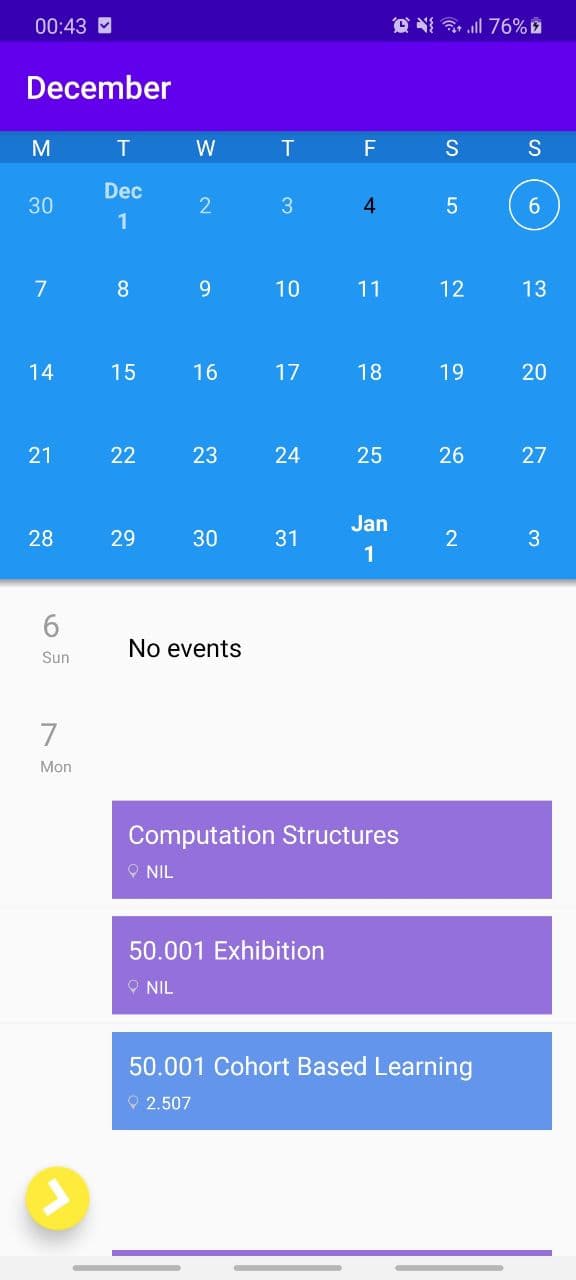 00:43 76%
December
M T W T F S S
30 Dec 1 2 3 4 5 6
7 8 9 10 11 12 13
14 15 16 17 18 19 20
21 22 23 24 25 26 27
28 29 30 31 Jan 1 2 3
6
Sun
No events
7
Mon
Computation Structures
NIL
50.001 Exhibition
NIL
50.001 Cohort Based Learning
2.507